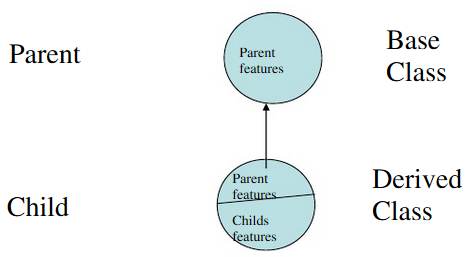 Parent
Parent
features
Base
Class
Child
Parent
features
Childs
features
Derived
Class